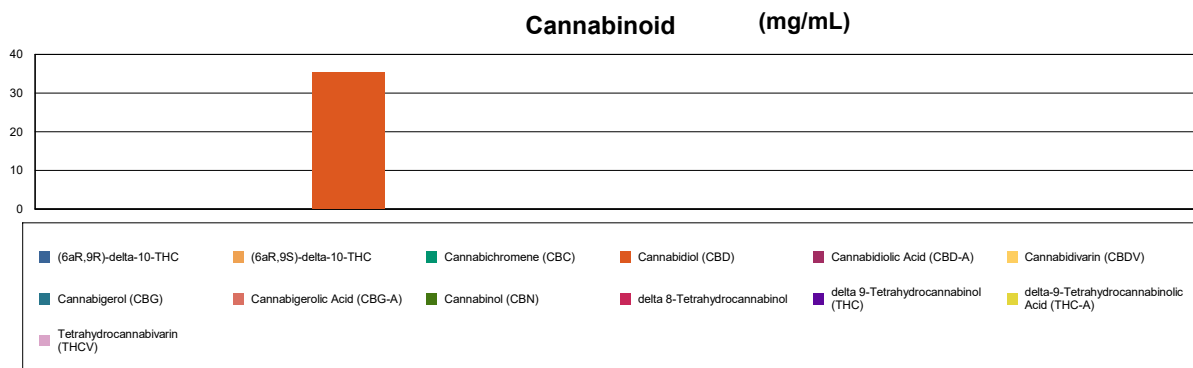 Cannabinoid (mg/mL)
40
30
20
10
0
(6aR,9R)-delta-10-THC
(6aR,9S)-delta-10-THC
Cannabichromene (CBC)
Cannabidiol (CBD)
Cannabidiolic Acid (CBD-A)
Cannabidivarin (CBDV)
Cannabigerol (CBG)
Cannabigerolic Acid (CBG-A)
Cannabinol (CBN)
delta 8-Tetrahydrocannabinol
delta 9-Tetrahydrocannabinol
(THC)
delta-9-Tetrahydrocannabinolic
Acid (THC-A)
Tetrahydrocannabivarin
(THCV)